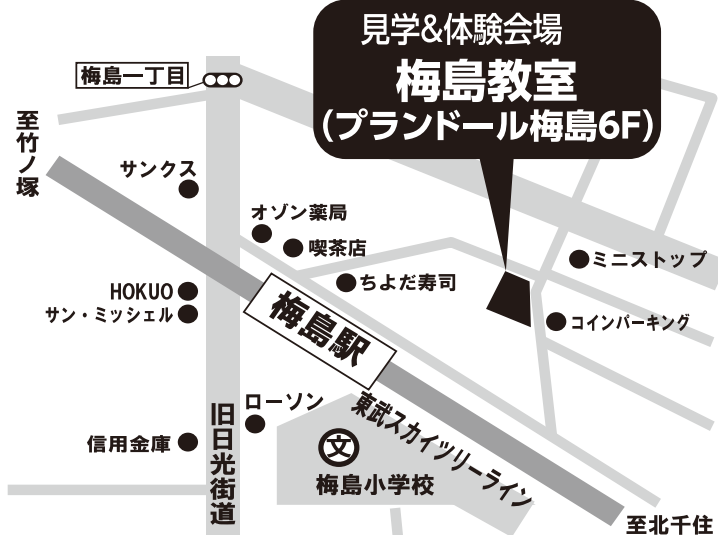 見学&体験会場
梅島教室
(プランドール梅島6F)
梅島一丁目
至竹ノ塚
サンクス
オゾン薬局
喫茶店
ちよだ寿司
ミニストップ
HOKUO
サン・ミッシェル
コインパーキング
梅島駅
ローソン
東武スカイツリーライン
旧日光街道
信用金庫
文
梅島小学校
至北千住